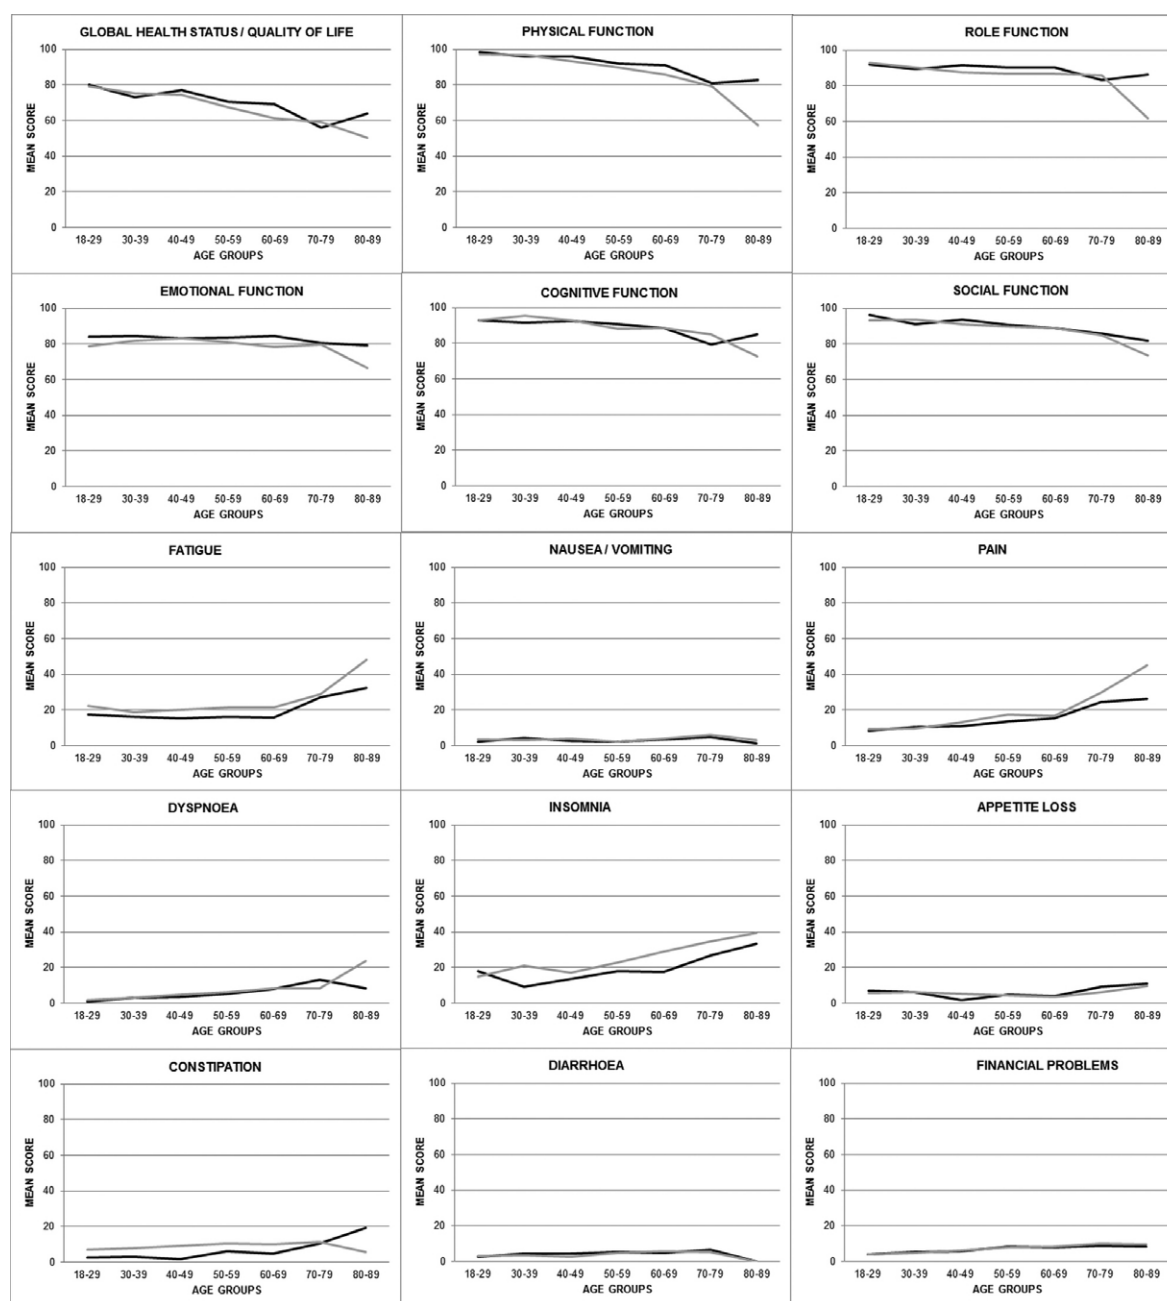 GLOBAL HEALTH STATUS / QUALITY OF LIFE
100
80
60
40
20
0
MEAN SCORE
18-29 30-39 40-49 50-59 60-69 70-79 80-89
AGE GROUPS
PHYSICAL FUNCTION
100
80
60
40
20
0
MEAN SCORE
18-29 30-39 40-49 50-59 60-69 70-79 80-89
AGE GROUPS
ROLE FUNCTION
100
80
60
40
20
0
MEAN SCORE
18-29 30-39 40-49 50-59 60-69 70-79 80-89
AGE GROUPS
EMOTIONAL FUNCTION
100
80
60
40
20
0
MEAN SCORE
18-29 30-39 40-49 50-59 60-69 70-79 80-89
AGE GROUPS
COGNITIVE FUNCTION
100
80
60
40
20
0
MEAN SCORE
18-29 30-39 40-49 50-59 60-69 70-79 80-89
AGE GROUPS
SOCIAL FUNCTION
100
80
60
40
20
0
MEAN SCORE
18-29 30-39 40-49 50-59 60-69 70-79 80-89
AGE GROUPS
FATIGUE
100
80
60
40
20
0
MEAN SCORE
18-29 30-39 40-49 50-59 60-69 70-79 80-89
AGE GROUPS
NAUSEA / VOMITING
100
80
60
40
20
0
MEAN SCORE
18-29 30-39 40-49 50-59 60-69 70-79 80-89
AGE GROUPS
PAIN
100
80
60
40
20
0
MEAN SCORE
18-29 30-39 40-49 50-59 60-69 70-79 80-89
AGE GROUPS
DYSPNOEA
100
80
60
40
20
0
MEAN SCORE
18-29 30-39 40-49 50-59 60-69 70-79 80-89
AGE GROUPS
INSOMNIA
100
80
60
40
20
0
MEAN SCORE
18-29 30-39 40-49 50-59 60-69 70-79 80-89
AGE GROUPS
APPETITE LOSS
100
80
60
40
20
0
MEAN SCORE
18-29 30-39 40-49 50-59 60-69 70-79 80-89
AGE GROUPS
CONSTIPATION
100
80
60
40
20
0
MEAN SCORE
18-29 30-39 40-49 50-59 60-69 70-79 80-89
AGE GROUPS
DIARRHOEA
100
80
60
40
20
0
MEAN SCORE
18-29 30-39 40-49 50-59 60-69 70-79 80-89
AGE GROUPS
FINANCIAL PROBLEMS
100
80
60
40
20
0
MEAN SCORE
18-29 30-39 40-49 50-59 60-69 70-79 80-89
AGE GROUPS